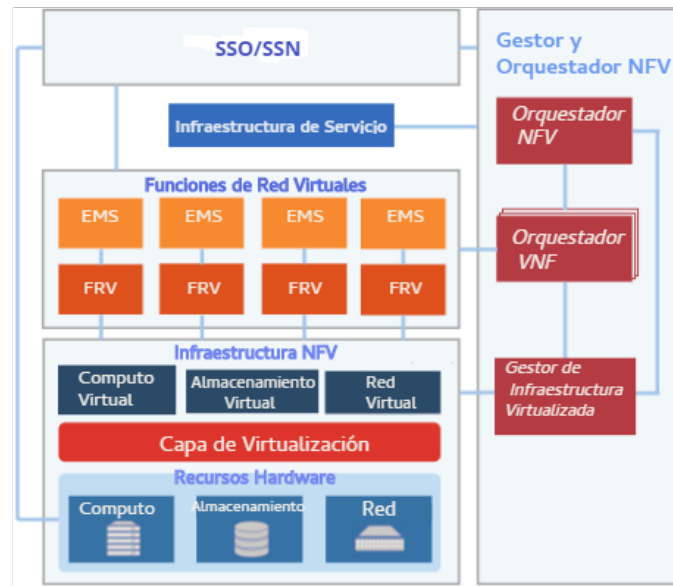 SSO/SSN
Gestor y
Orquestador NFV
Infraestructura de Servicio
Orquestador
NFV
Funciones de Red Virtuales
EMS
EMS
EMS
EMS
Orquestador
VNF
FRV
FRV
FRV
FRV
Infraestructura NFV
Computo
Virtual
Almacenamiento
Virtual
Red
Virtual
Gestor de
Infraestructura
Virtualizada
Capa de Virtualización
Recursos Hardware
Computo
Almacenamiento
Red